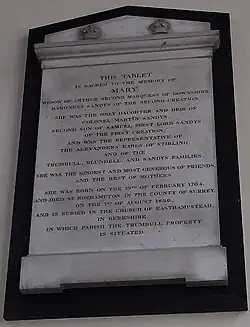 THIS TABLET
IS SACRED TO THE MEMORY OF
MARY,
WIDOW OF ARTHUR SECOND MARQUESS OF DOWNSHIRE,
BARONESS SANDYS OF THE SECOND CREATION.
SHE WAS THE ONLY DAUGHTER AND HEIR OF
COLONEL MARTIN SANDYS,
SECOND SON OF SAMUEL FIRST LORD SANDYS
OF THE FIRST CREATION,
AND WAS THE REPRESENTATIVE OF
THE ALEXANDERS EARLS OF STIRLING,
AND OF THE
TRUMBULL, BLUNDELL, AND SANDYS FAMILIES.
SHE WAS THE KINDEST AND MOST GENEROUS OF FRIENDS,
AND THE BEST OF MOTHERS.
SHE WAS BORN ON THE 19TH OF FEBRUARY 1764,
AND DIED AT ROEHAMPTON, IN THE COUNTY OF SURREY,
ON THE 1ST OF AUGUST 1836,
AND IS BURIED IN THE CHURCH OF EASTHAMPSTEAD,
IN BERKSHIRE,
IN WHICH PARISH THE TRUMBULL PROPERTY
IS SITUATED.